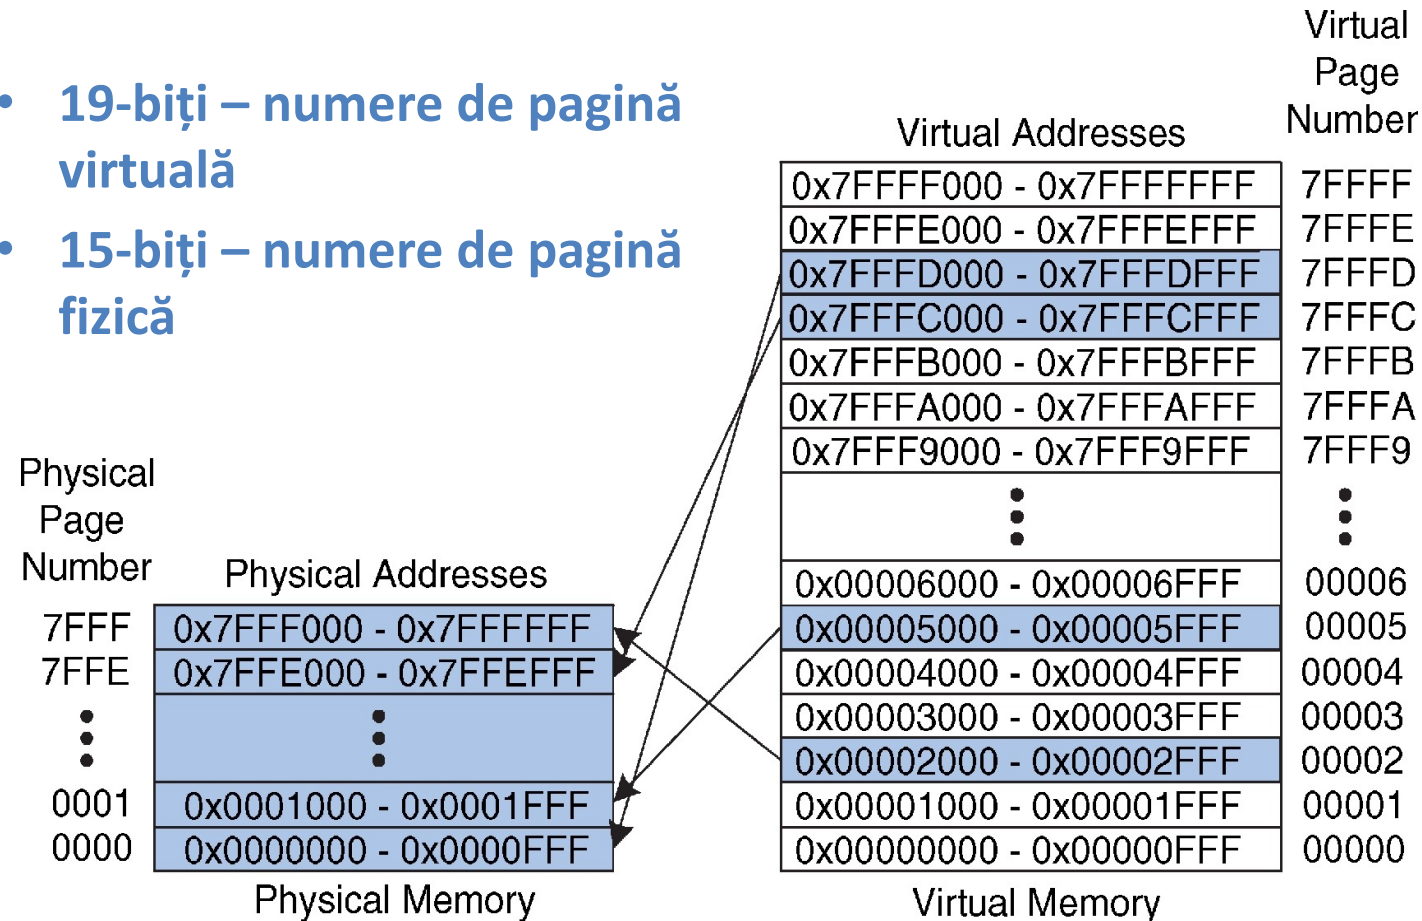 • 19-biți – numere de pagină
virtuală
• 15-biți – numere de pagină
fizică
Virtual
Page
Number
Virtual Addresses
0x7FFFF000 - 0x7FFFFFFF 7FFFF
0x7FFFE000 - 0x7FFFEFFF 7FFFE
0x7FFFD000 - 0x7FFFDFFF 7FFFD
0x7FFFC000 - 0x7FFFCFFF 7FFFC
0x7FFFB000 - 0x7FFFBFFF 7FFFB
0x7FFFA000 - 0x7FFFAFFF 7FFFA
0x7FFF9000 - 0x7FFF9FFF 7FFF9
0x00006000 - 0x00006FFF 00006
0x00005000 - 0x00005FFF 00005
0x00004000 - 0x00004FFF 00004
0x00003000 - 0x00003FFF 00003
0x00002000 - 0x00002FFF 00002
0x00001000 - 0x00001FFF 00001
0x00000000 - 0x00000FFF 00000
Virtual Memory
Physical
Page
Number
Physical Addresses
7FFF 0x7FFF000 - 0x7FFFFFF
7FFE 0x7FFE000 - 0x7FFEFFF
0001 0x0001000 - 0x0001FFF
0000 0x0000000 - 0x0000FFF
Physical Memory